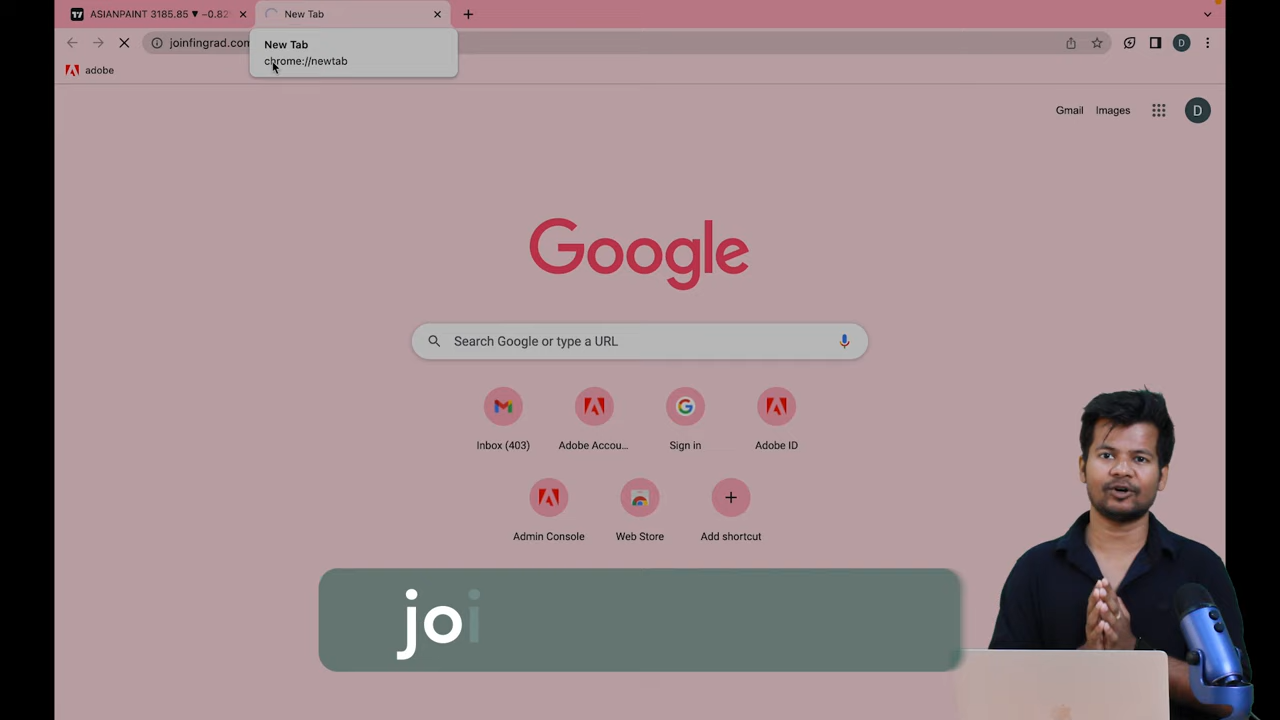 ASIANPAINT 3185.85 ▼ −0.82
New Tab
joinfingrad.com
New Tab
chrome://newtab
adobe
D
Gmail
Images
D
Google
Search Google or type a URL
Inbox (403)
Adobe Accou...
Sign in
Adobe ID
Admin Console
Web Store
Add shortcut
joi